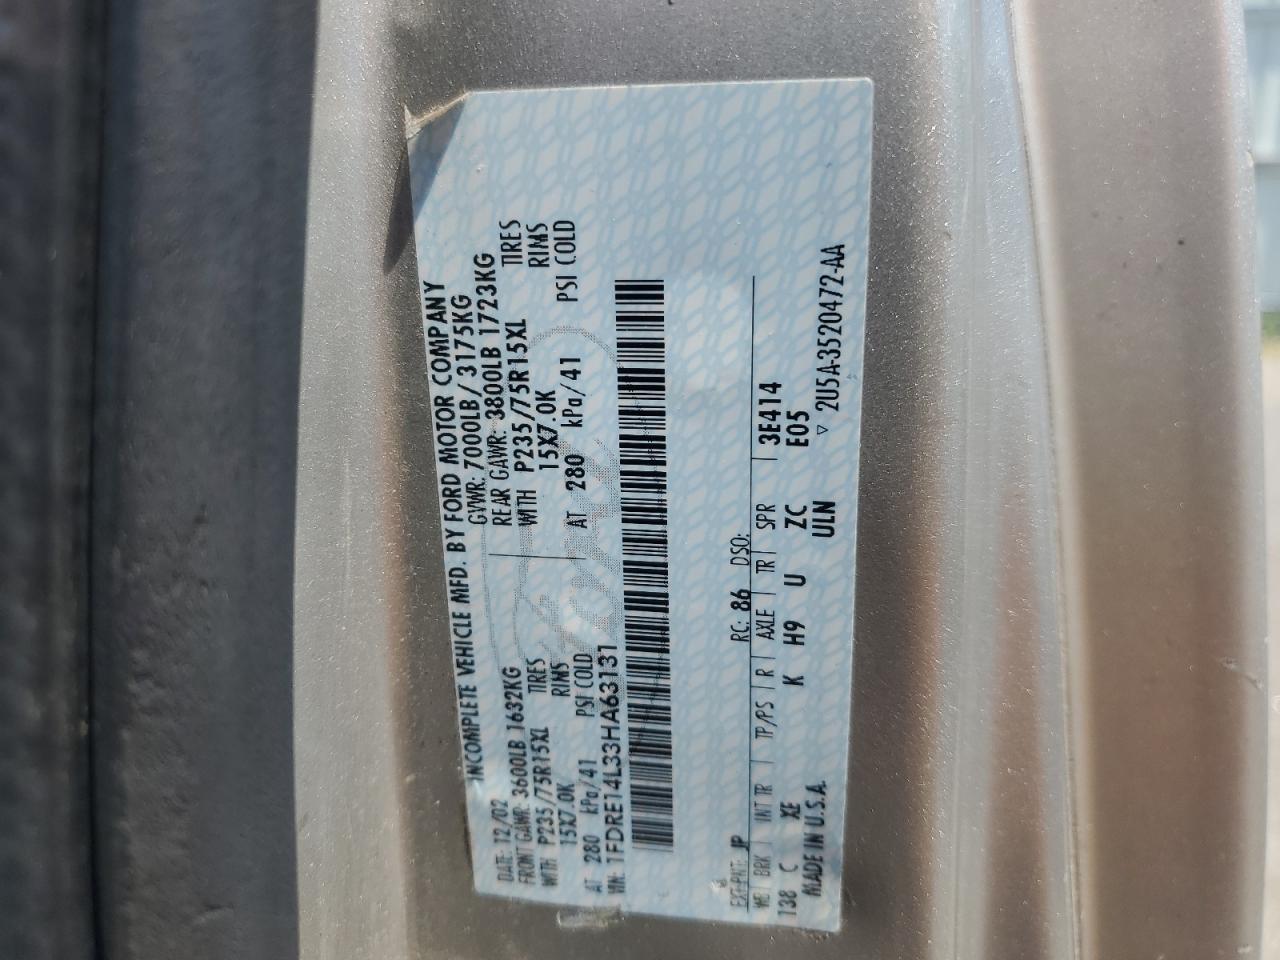 INCOMPLETE VEHICLE MFD. BY FORD MOTOR COMPANY
DATE: 12/02 GVWR: 7000LB/ 3175KG
FRONT GAWR: 3600LB 1632KG REAR GAWR: 3800LB 1723KG
WITH P235/75R15XL TIRES WITH P235/75R15XL TIRES
15X7.0K RIMS 15X7.0K RIMS
AT 280 kPa/41 PSI COLD AT 280 kPa/41 PSI COLD
VIN: 1FDRE14L33HA63131
EXT PNT: JP RC: 86 DSO:
WB BRK INT TR TP/PS R AXLE TR SPR
138 C XE K H9 U ZC 3E414
MADE IN U.S.A. ULN E05
▽ 2U5A-3520472-AA